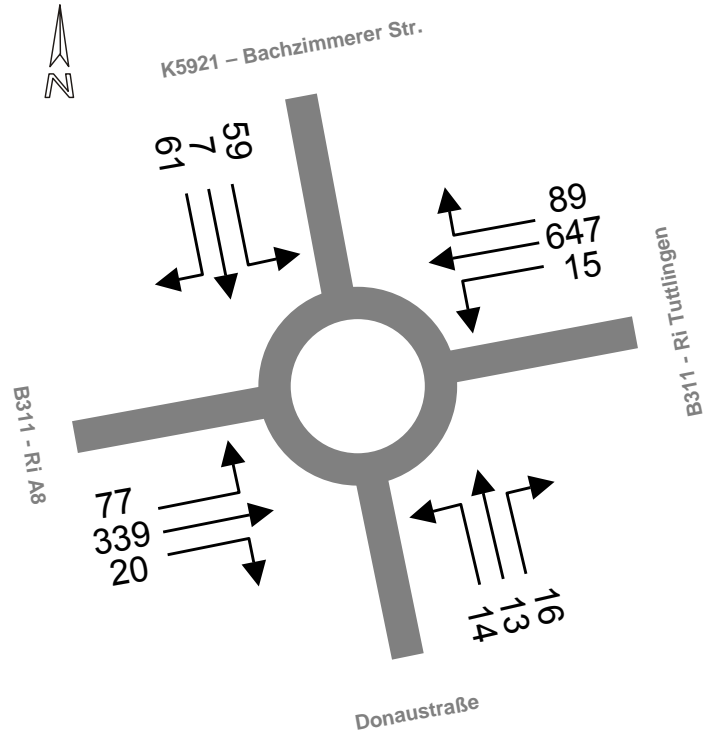 N
K5921 – Bachzimmerer Str.
61
7
59
89
647
15
B311 - Ri Tuttlingen
B311 - Ri A8
77
339
20
14
13
16
Donaustraße